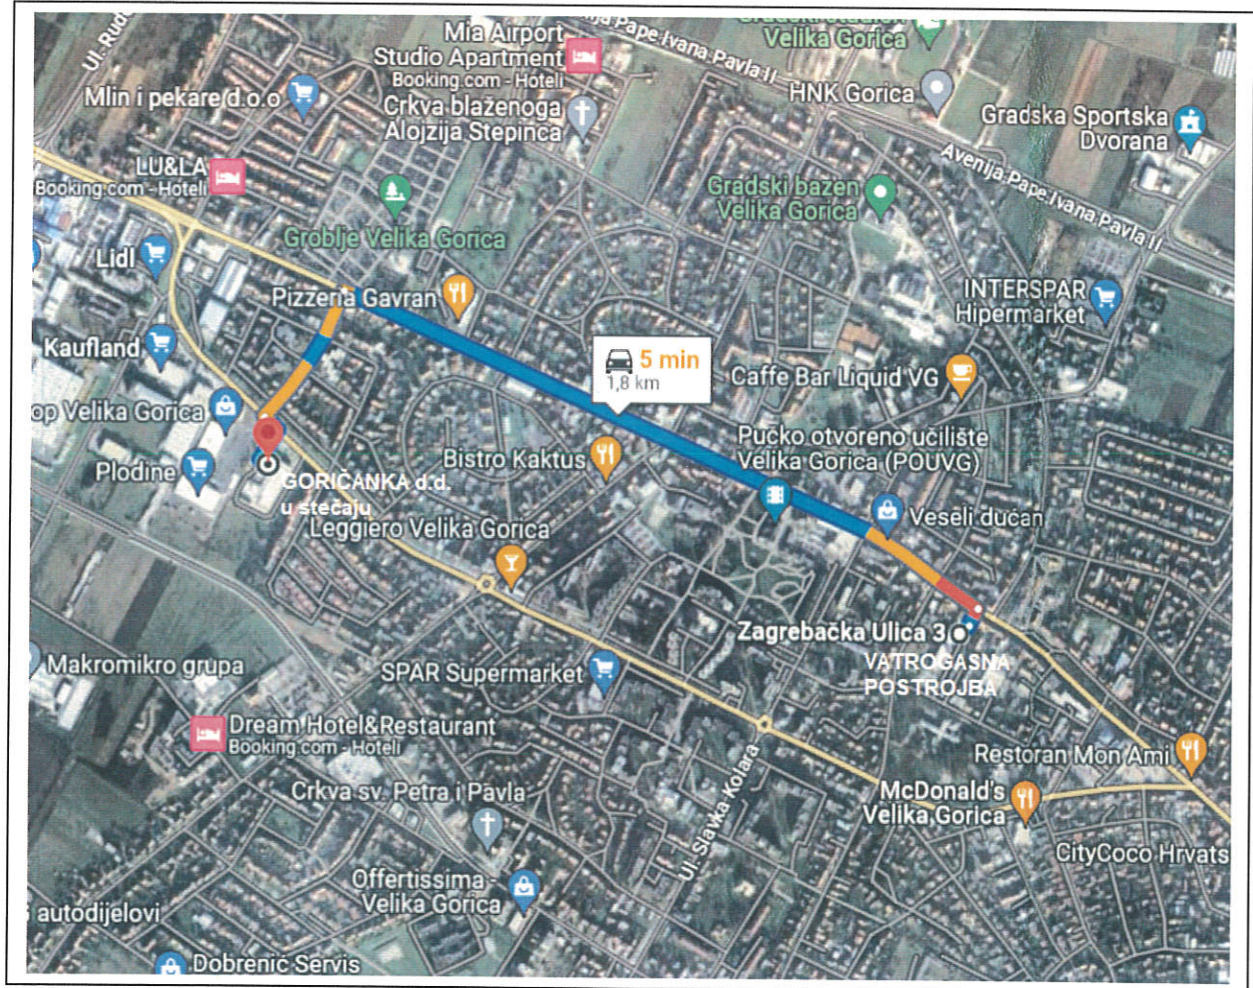 Gradski stadion
Velika Gorica
Avenija Pape Ivana Pavla II
Mia Airport
Studio Apartment
Booking.com - Hoteli
Mlin i pekare d.o.o
Crkva blaženoga
Alojzija Stepinca
HNK Gorica
Gradska Sportska
Dvorana
LU&LA
Booking.com - Hoteli
Avenija Pape Ivana Pavla II
Gradski bazen
Velika Gorica
Groblje Velika Gorica
Lidl
Pizzeria Gavran
INTERSPAR
Hipermarket
Kaufland
5 min
1,8 km
Caffe Bar Liquid VG
op Velika Gorica
Pučko otvoreno učilište
Velika Gorica (POUVG)
Bistro Kaktus
Plodine
GORIČANKA d.d.
u stečaju
Veseli dućan
Leggiero Velika Gorica
Zagrebačka Ulica 3
VATROGASNA
POSTROJBA
Makromikro grupa
SPAR Supermarket
Dream Hotel&Restaurant
Booking.com - Hoteli
Restoran Mon Ami
Ul. Slavka Kolara
McDonald's
Velika Gorica
Crkva sv. Petra i Pavla
CityCoco Hrvats
Offertissima -
Velika Gorica
autodijelovi
Dobrenić Servis